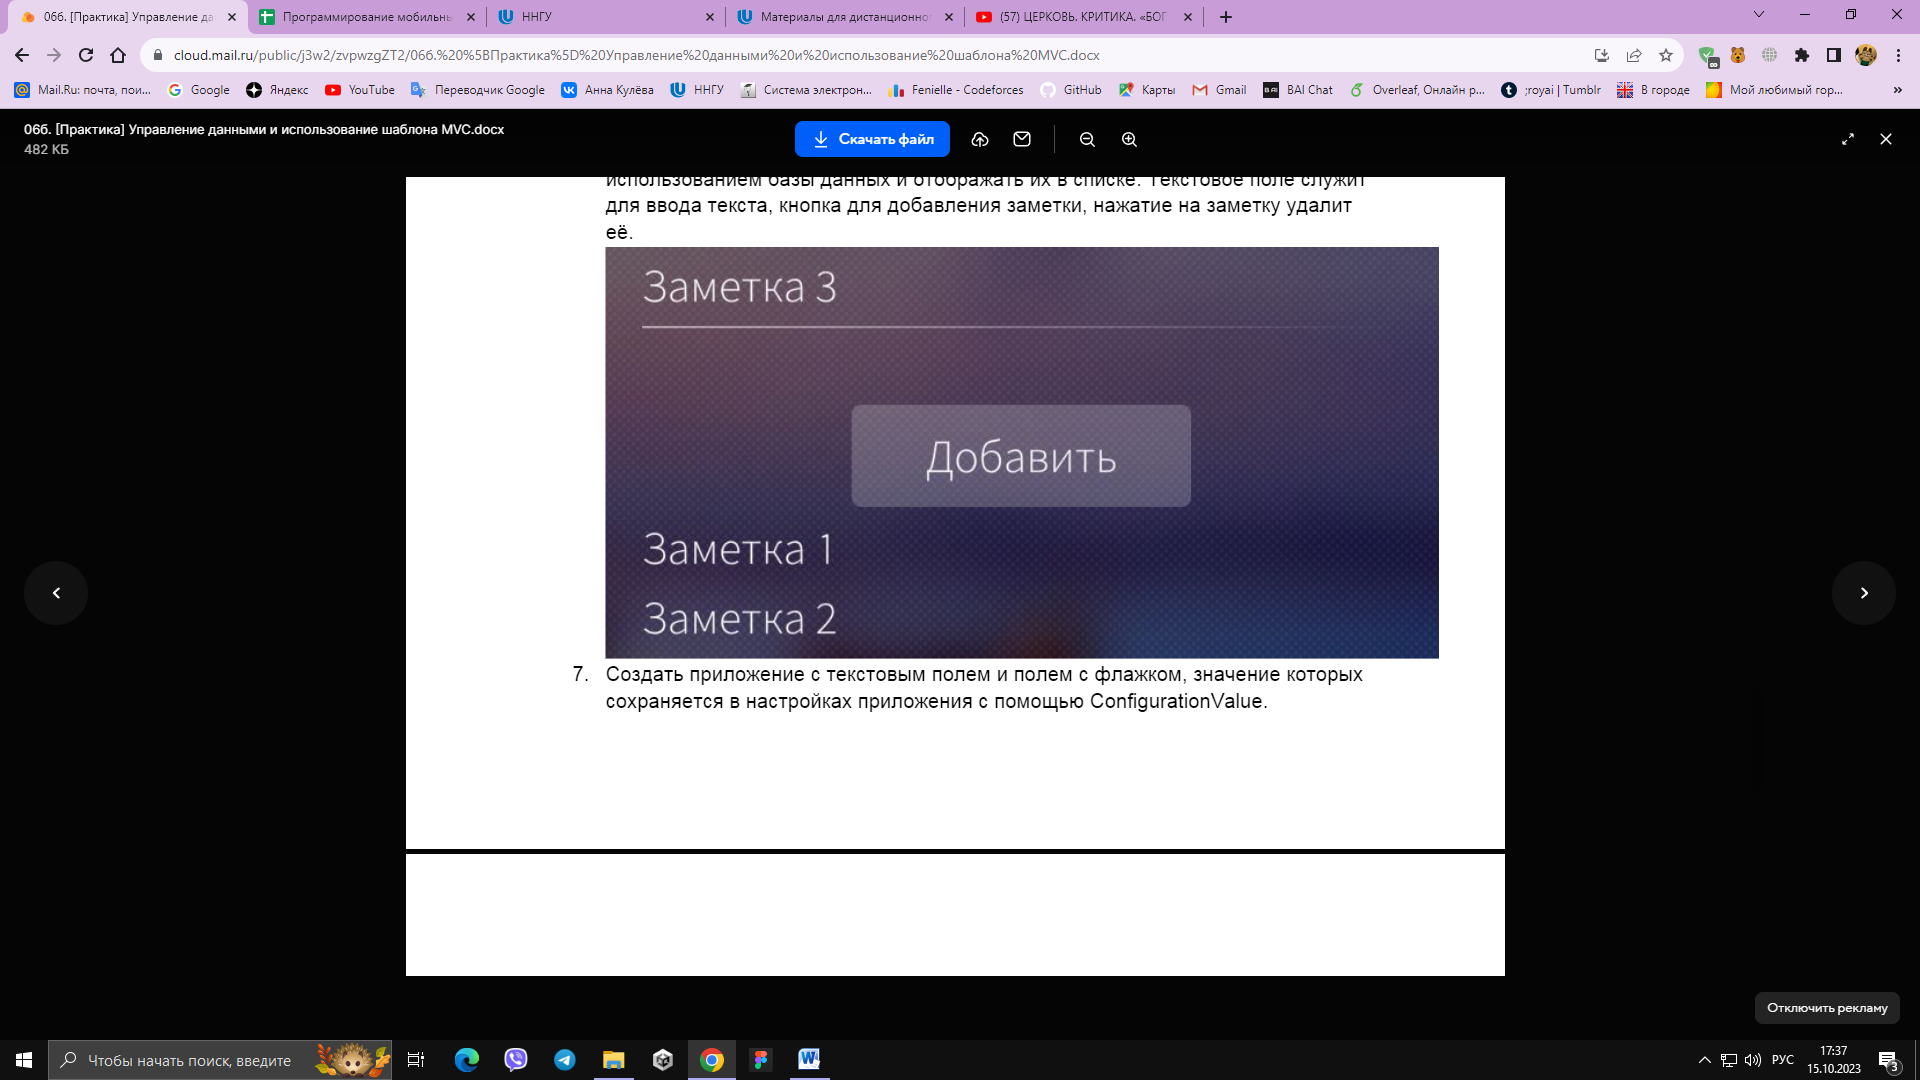 06б. [Практика] Управление да
Программирование мобильны
ННГУ
Материалы для дистанционног
(57) ЦЕРКОВЬ. КРИТИКА. «БОГ
cloud.mail.ru/public/j3w2/zvpwzgZT2/06б.%20%5BПрактика%5D%20Управление%20данными%20и%20использование%20шаблона%20MVC.docx
Mail.Ru: почта, пои...
Google
Яндекс
YouTube
Переводчик Google
Анна Кулёва
ННГУ
Система электрон...
Fenielle - Codeforces
GitHub
Карты
Gmail
BAI Chat
Overleaf, Онлайн р...
;royai | Tumblr
В городе
Мой любимый гор...
06б. [Практика] Управление данными и использование шаблона MVC.docx
482 КБ
Скачать файл
использованием базы данных и отображать их в списке. Текстовое поле служит
для ввода текста, кнопка для добавления заметки, нажатие на заметку удалит
её.
Заметка 3
Добавить
Заметка 1
Заметка 2
7. Создать приложение с текстовым полем и полем с флажком, значение которых
сохраняется в настройках приложения с помощью ConfigurationValue.
Отключить рекламу
Чтобы начать поиск, введите
РУС
17:37
15.10.2023
3